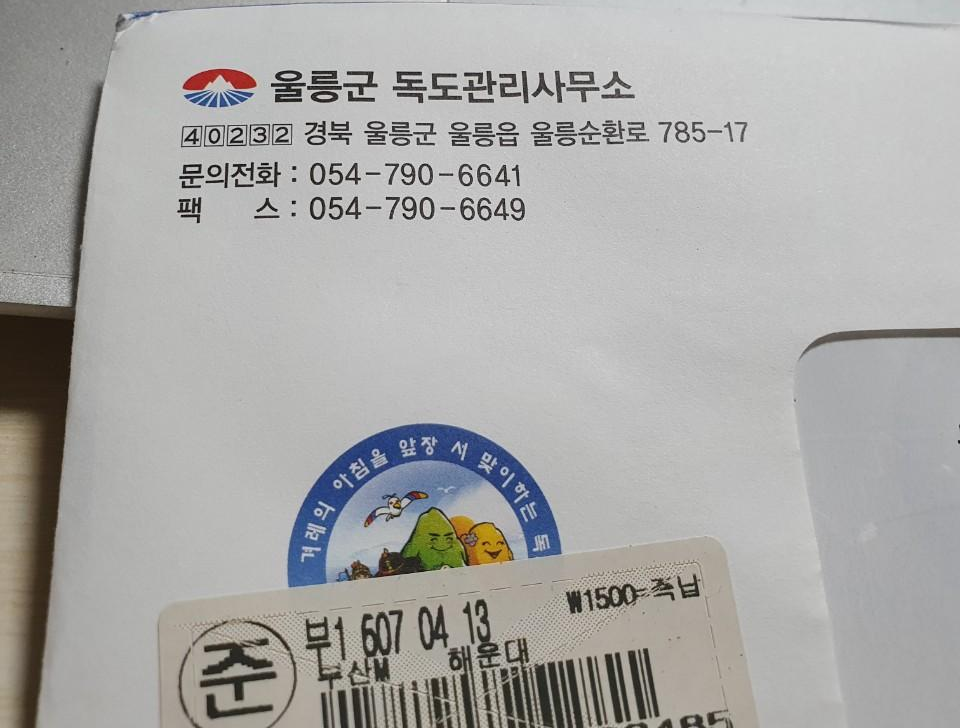 울릉군 독도관리사무소
40232 경북 울릉군 울릉읍 울릉순환로 785-17
문의전화 : 054-790-6641
팩 스 : 054-790-6649
겨레의 아침을 앞장 서 맞이하는 독
₩1500 즉납
준
부1 607 04 13
부산M 해운대